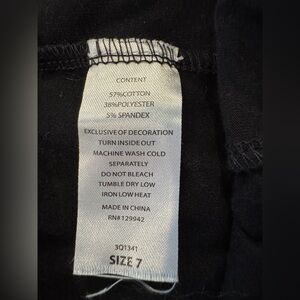 CONTENT
57%COTTON
38%POLYESTER
5% SPANDEX
EXCLUSIVE OF DECORATION
TURN INSIDE OUT
MACHINE WASH COLD
SEPARATELY
DO NOT BLEACH
TUMBLE DRY LOW
IRON LOW HEAT
MADE IN CHINA
RN#129942
3Q1341
SIZE 7